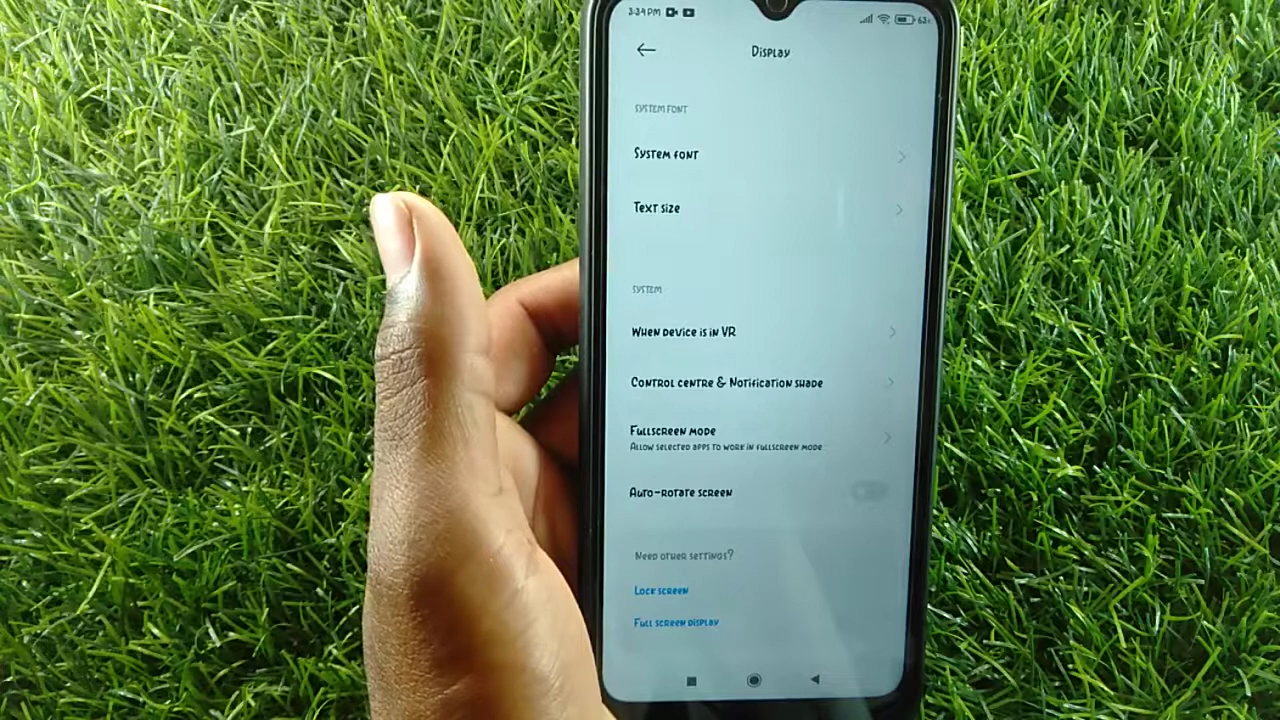 3:34 PM
63
Display
SYSTEM FONT
System font
Text size
SYSTEM
When device is in VR
Control centre & Notification shade
Fullscreen mode
Allow selected apps to work in fullscreen mode
Auto-rotate screen
Need other settings?
Lock screen
Full screen display